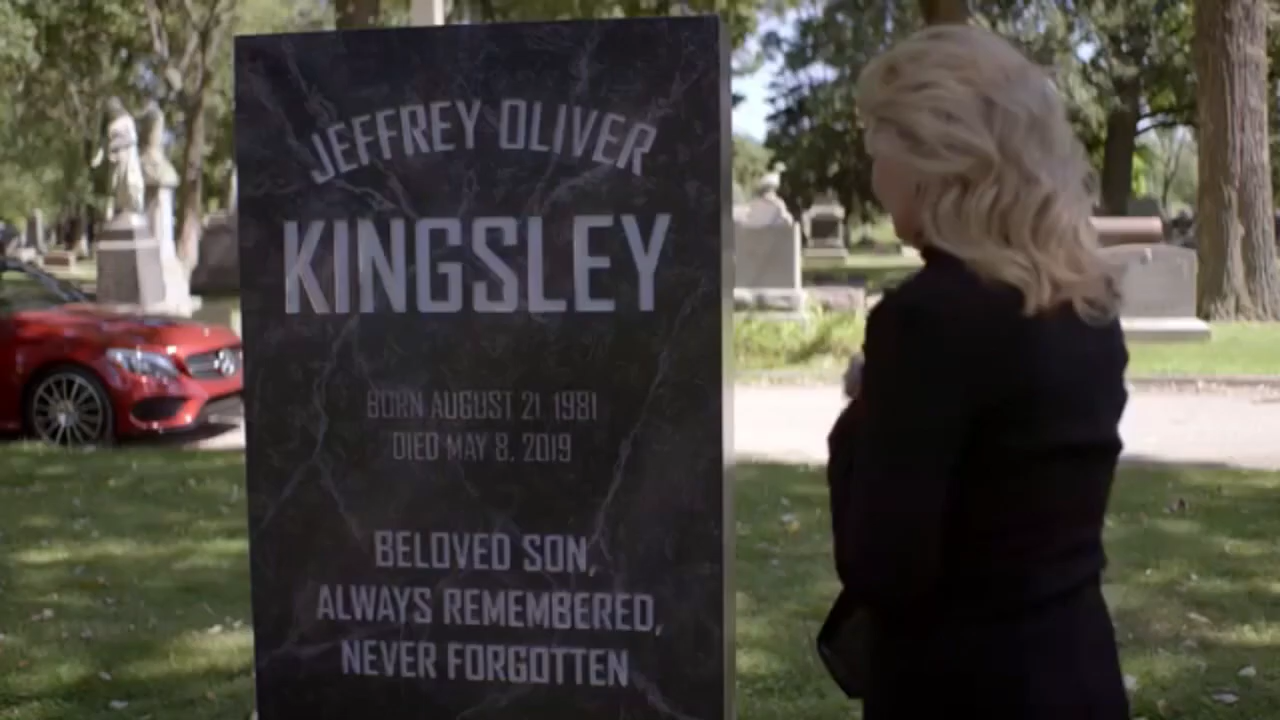 JEFFREY OLIVER
KINGSLEY
BORN AUGUST 21 1981
DIED MAY 8, 2019
BELOVED SON,
ALWAYS REMEMBERED,
NEVER FORGOTTEN